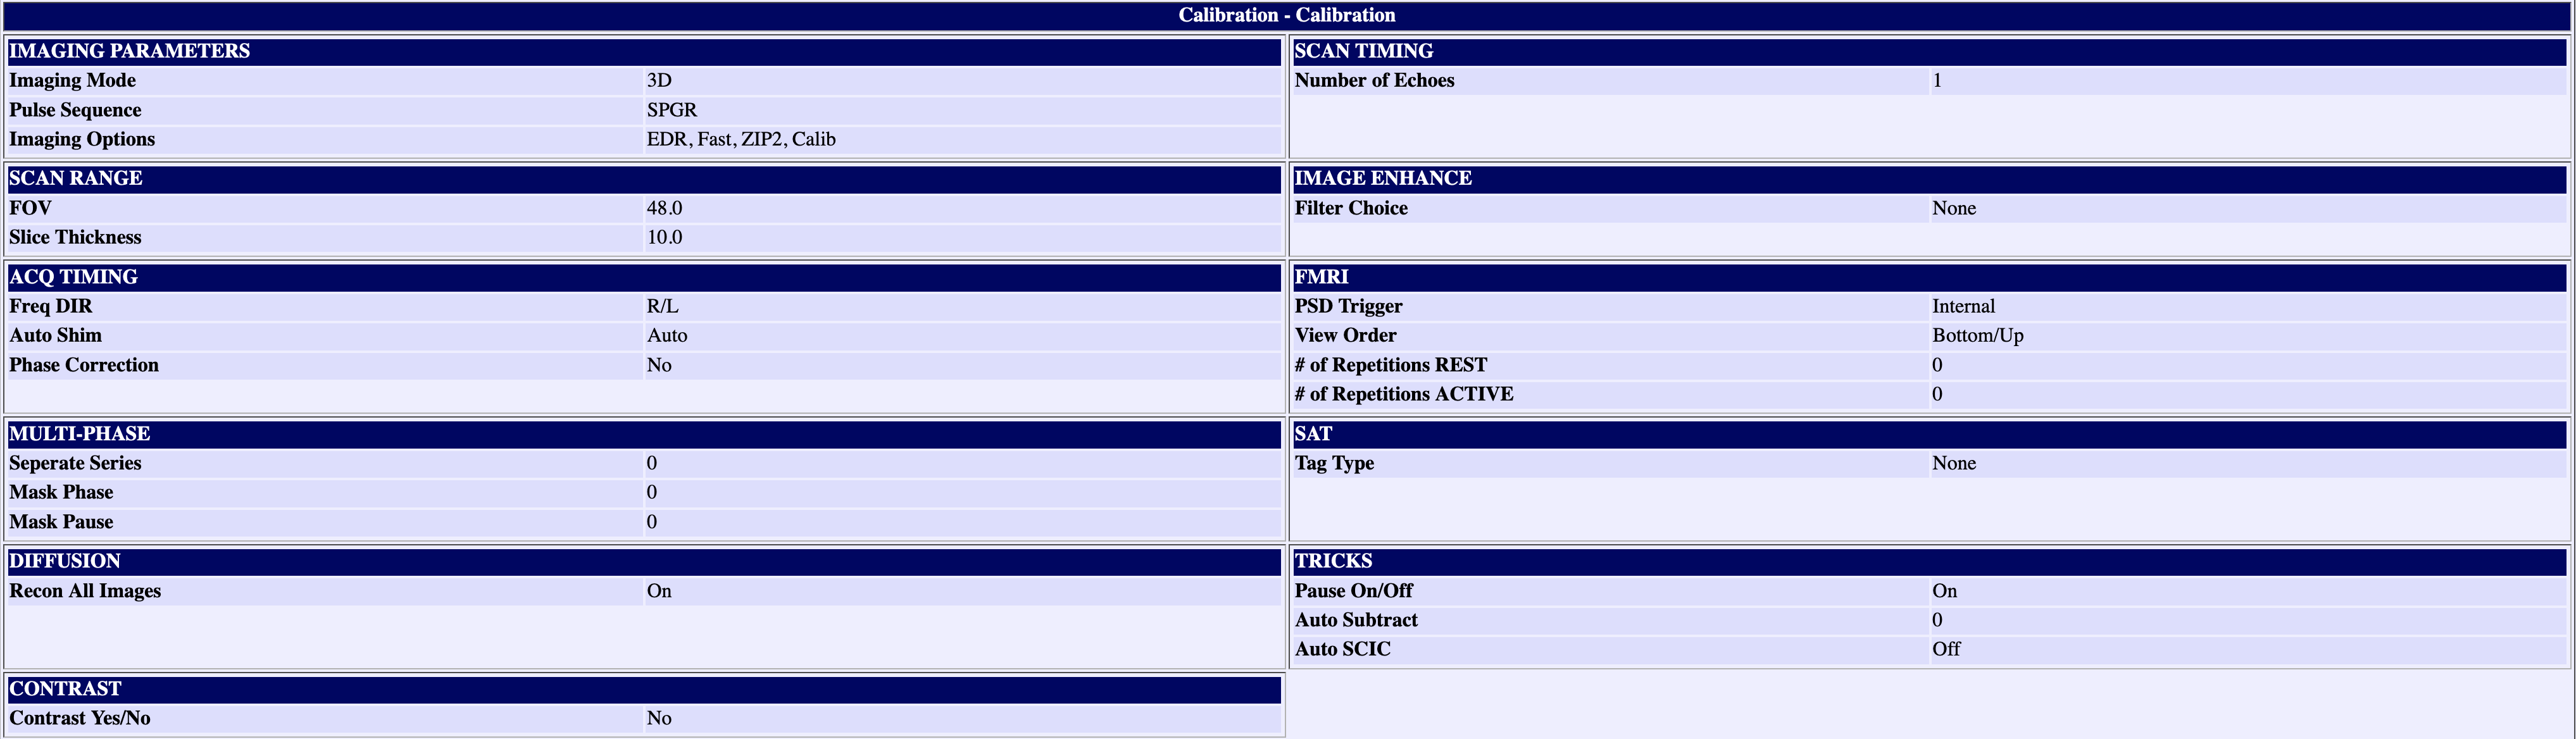 Calibration - Calibration
IMAGING PARAMETERS
Imaging Mode 3D
Pulse Sequence SPGR
Imaging Options EDR, Fast, ZIP2, Calib
SCAN TIMING
Number of Echoes 1
SCAN RANGE
FOV 48.0
Slice Thickness 10.0
IMAGE ENHANCE
Filter Choice None
ACQ TIMING
Freq DIR R/L
Auto Shim Auto
Phase Correction No
FMRI
PSD Trigger Internal
View Order Bottom/Up
# of Repetitions REST 0
# of Repetitions ACTIVE 0
MULTI-PHASE
Seperate Series 0
Mask Phase 0
Mask Pause 0
SAT
Tag Type None
DIFFUSION
Recon All Images On
TRICKS
Pause On/Off On
Auto Subtract 0
Auto SCIC Off
CONTRAST
Contrast Yes/No No